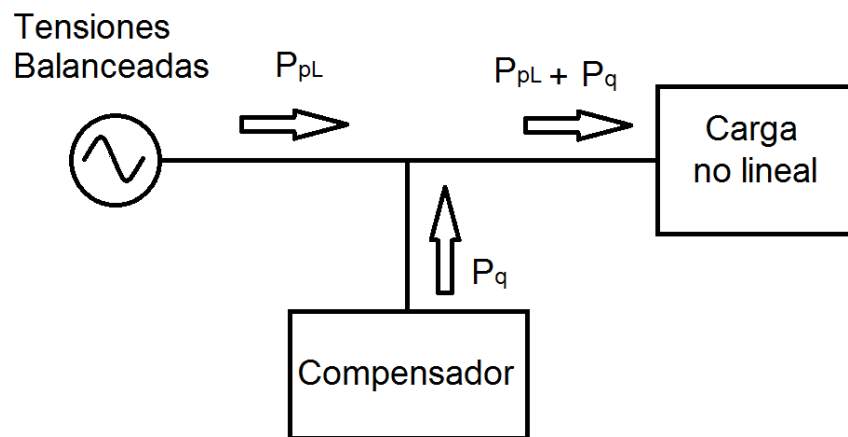 Tensiones
Balanceadas
PpL
PpL + Pq
Carga
no lineal
Pq
Compensador